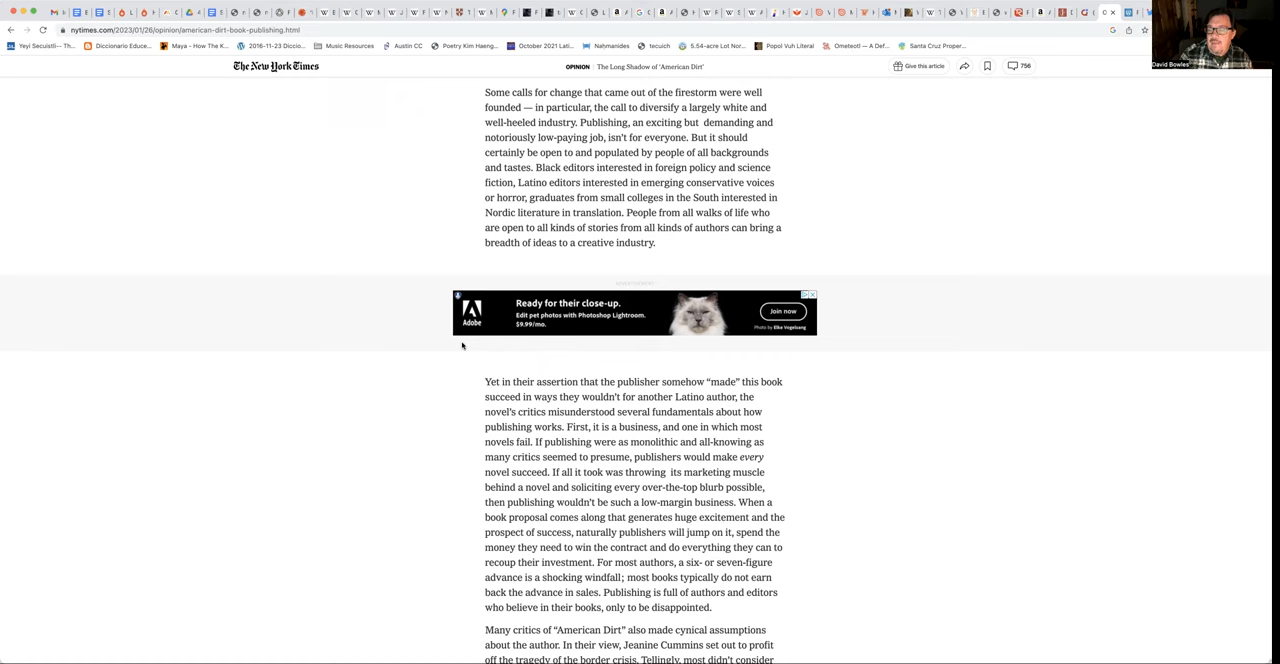 nytimes.com/2023/01/26/opinion/american-dirt-book-publishing.html
Yeyi Secuistli-- Th...
Diccionario Educe...
Maya - How The K...
2016-11-23 Diccio...
Music Resources
Austin CC
Poetry Kim Haeng...
October 2021 Lati...
Nahmanides
tecuich
5.54-acre Lot Nor...
Popol Vuh Literal
Ometeotl — A Def...
Santa Cruz Proper...
David Bowles
The New York Times
OPINION | The Long Shadow of ‘American Dirt’
Give this article
756
Some calls for change that came out of the firestorm were well
founded — in particular, the call to diversify a largely white and
well-heeled industry. Publishing, an exciting but demanding and
notoriously low-paying job, isn’t for everyone. But it should
certainly be open to and populated by people of all backgrounds
and tastes. Black editors interested in foreign policy and science
fiction, Latino editors interested in emerging conservative voices
or horror, graduates from small colleges in the South interested in
Nordic literature in translation. People from all walks of life who
are open to all kinds of stories from all kinds of authors can bring a
breadth of ideas to a creative industry.
ADVERTISEMENT
Adobe
Ready for their close-up.
Edit pet photos with Photoshop Lightroom.
$9.99/mo.
Join now
Photo by Elke Vogelsang
Yet in their assertion that the publisher somehow “made” this book
succeed in ways they wouldn’t for another Latino author, the
novel’s critics misunderstood several fundamentals about how
publishing works. First, it is a business, and one in which most
novels fail. If publishing were as monolithic and all-knowing as
many critics seemed to presume, publishers would make every
novel succeed. If all it took was throwing its marketing muscle
behind a novel and soliciting every over-the-top blurb possible,
then publishing wouldn’t be such a low-margin business. When a
book proposal comes along that generates huge excitement and the
prospect of success, naturally publishers will jump on it, spend the
money they need to win the contract and do everything they can to
recoup their investment. For most authors, a six- or seven-figure
advance is a shocking windfall; most books typically do not earn
back the advance in sales. Publishing is full of authors and editors
who believe in their books, only to be disappointed.
Many critics of “American Dirt” also made cynical assumptions
about the author. In their view, Jeanine Cummins set out to profit
off the tragedy of the border crisis. Tellingly, most didn’t consider